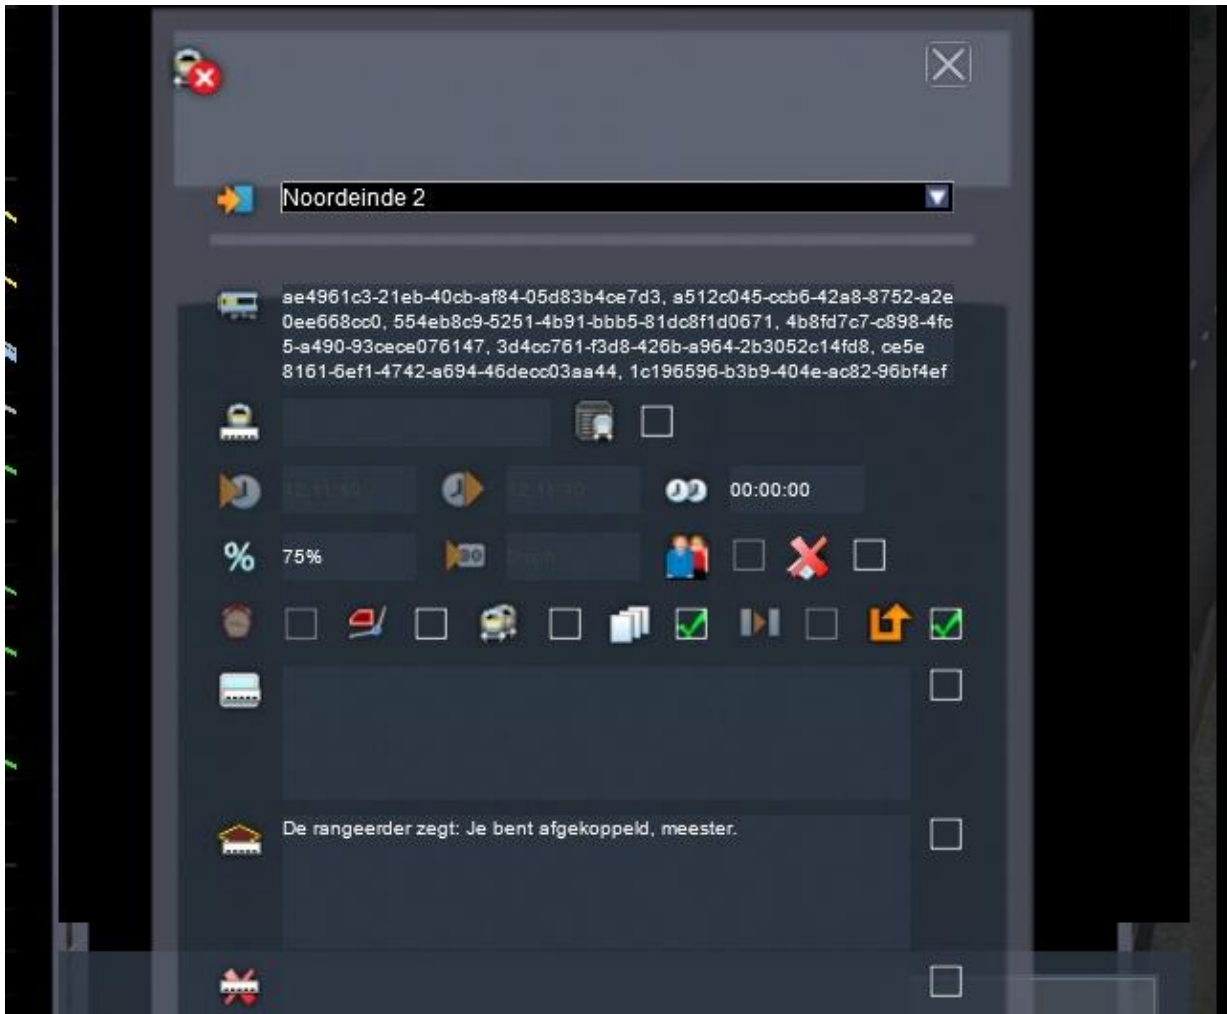 Noordeinde 2
ae4961c3-21eb-40cb-af84-05d83b4ce7d3, a512c045-ccb6-42a8-8752-a2e
0ee668cc0, 554eb8c9-5251-4b91-bbb5-81dc8f1d0671, 4b8fd7c7-c898-4fc
5-a490-93cece076147, 3d4cc761-f3d8-426b-a964-2b3052c14fd8, ce5e
8161-6ef1-4742-a694-46decc03aa44, 1c196596-b3b9-404e-ac82-96bf4ef
00:00:00
% 75%
De rangeerder zegt: Je bent afgekoppeld, meester.